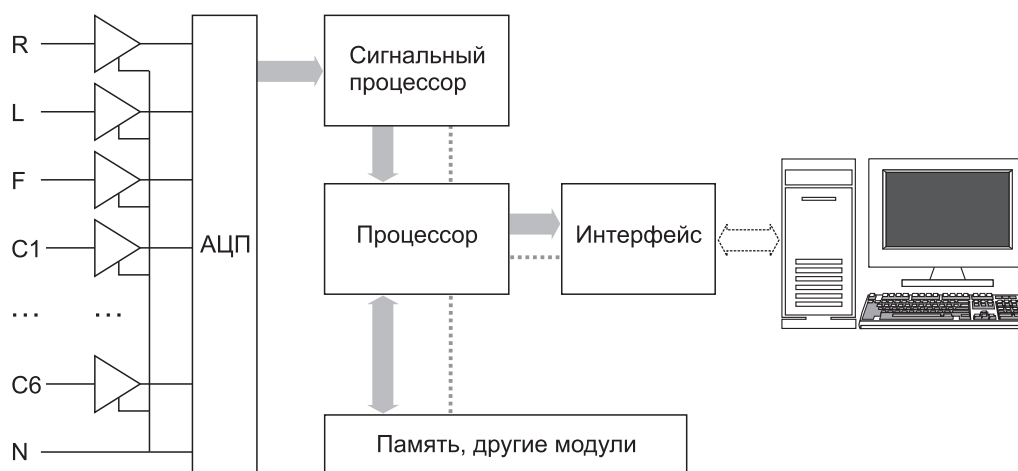 R
L
F
C1
...
...
C6
N
АЦП
Сигнальный
процессор
Процессор
Интерфейс
Память, другие модули